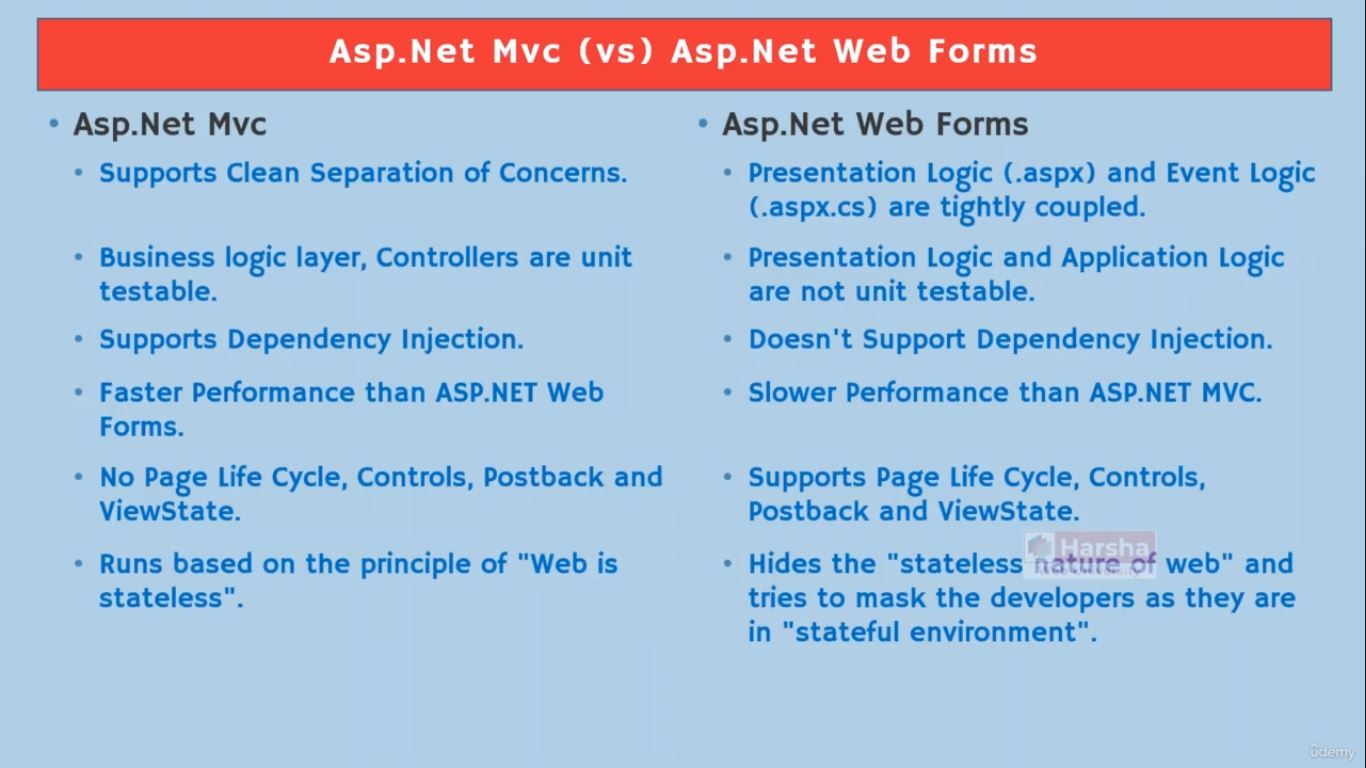 Asp.Net Mvc (vs) Asp.Net Web Forms
• Asp.Net Mvc
• Supports Clean Separation of Concerns.
• Business logic layer, Controllers are unit
testable.
• Supports Dependency Injection.
• Faster Performance than ASP.NET Web
Forms.
• No Page Life Cycle, Controls, Postback and
ViewState.
• Runs based on the principle of "Web is
stateless".
• Asp.Net Web Forms
• Presentation Logic (.aspx) and Event Logic
(.aspx.cs) are tightly coupled.
• Presentation Logic and Application Logic
are not unit testable.
• Doesn't Support Dependency Injection.
• Slower Performance than ASP.NET MVC.
• Supports Page Life Cycle, Controls,
Postback and ViewState.
• Hides the "stateless nature of web" and
tries to mask the developers as they are
in "stateful environment".
Harsha
Web University
ûdemy